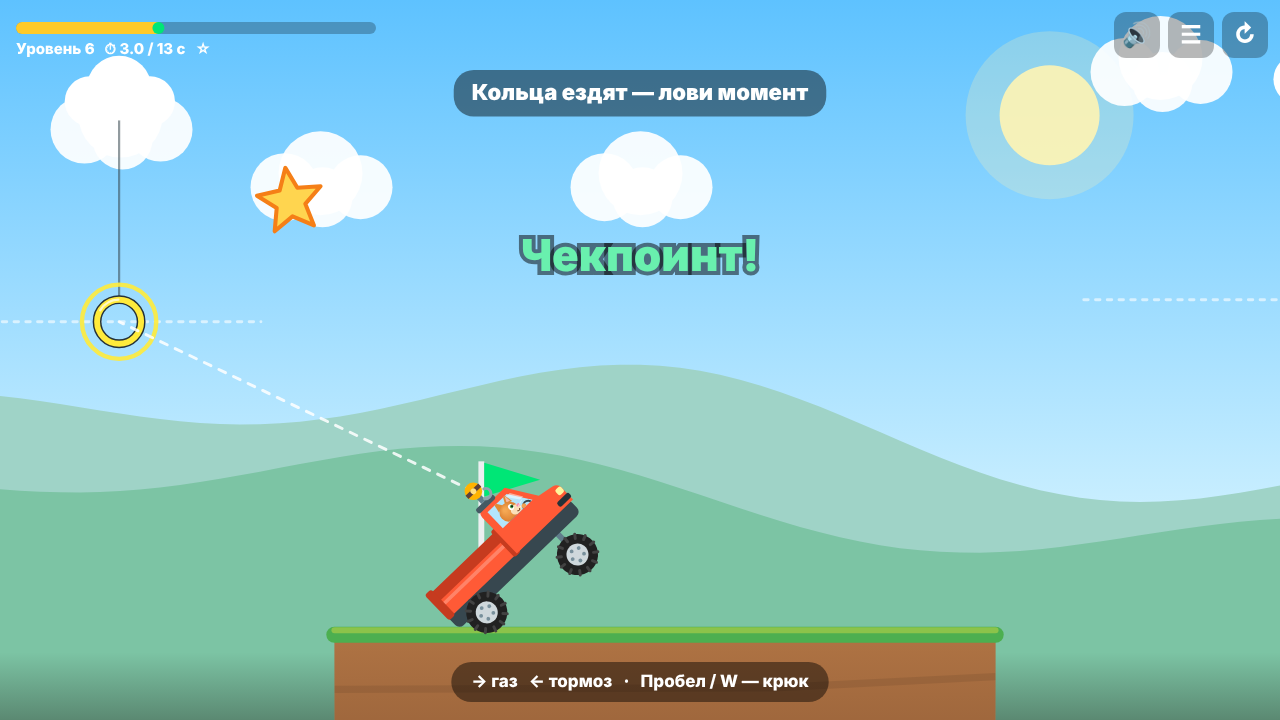 Уровень 6 ⏱ 3.0 / 13 с ☆
Кольца ездят — лови момент
Чекпоинт!
→ газ ← тормоз · Пробел / W — крюк